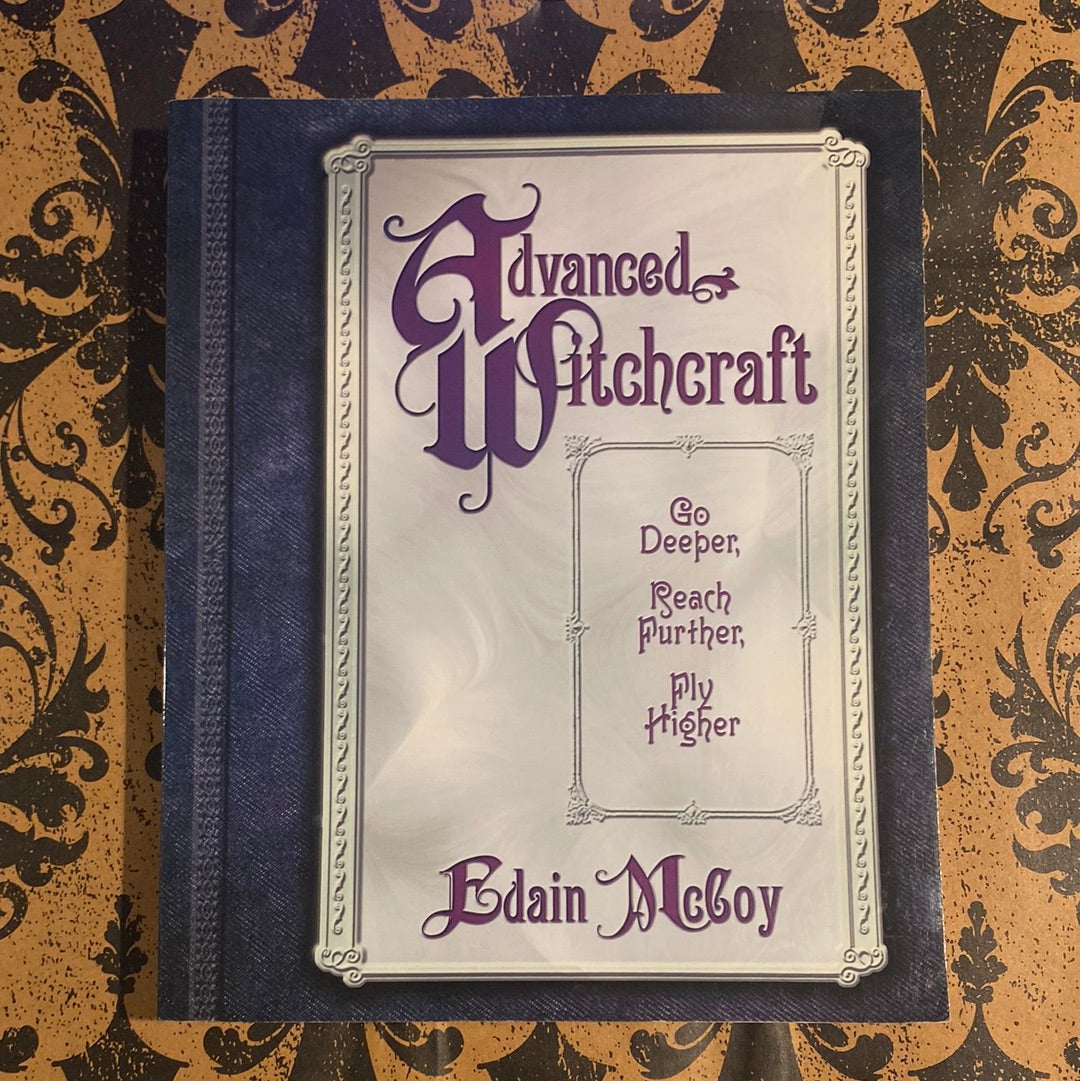 Advanced
Witchcraft
Go
Deeper,
Reach
Further,
Fly
Higher
Edain McCoy